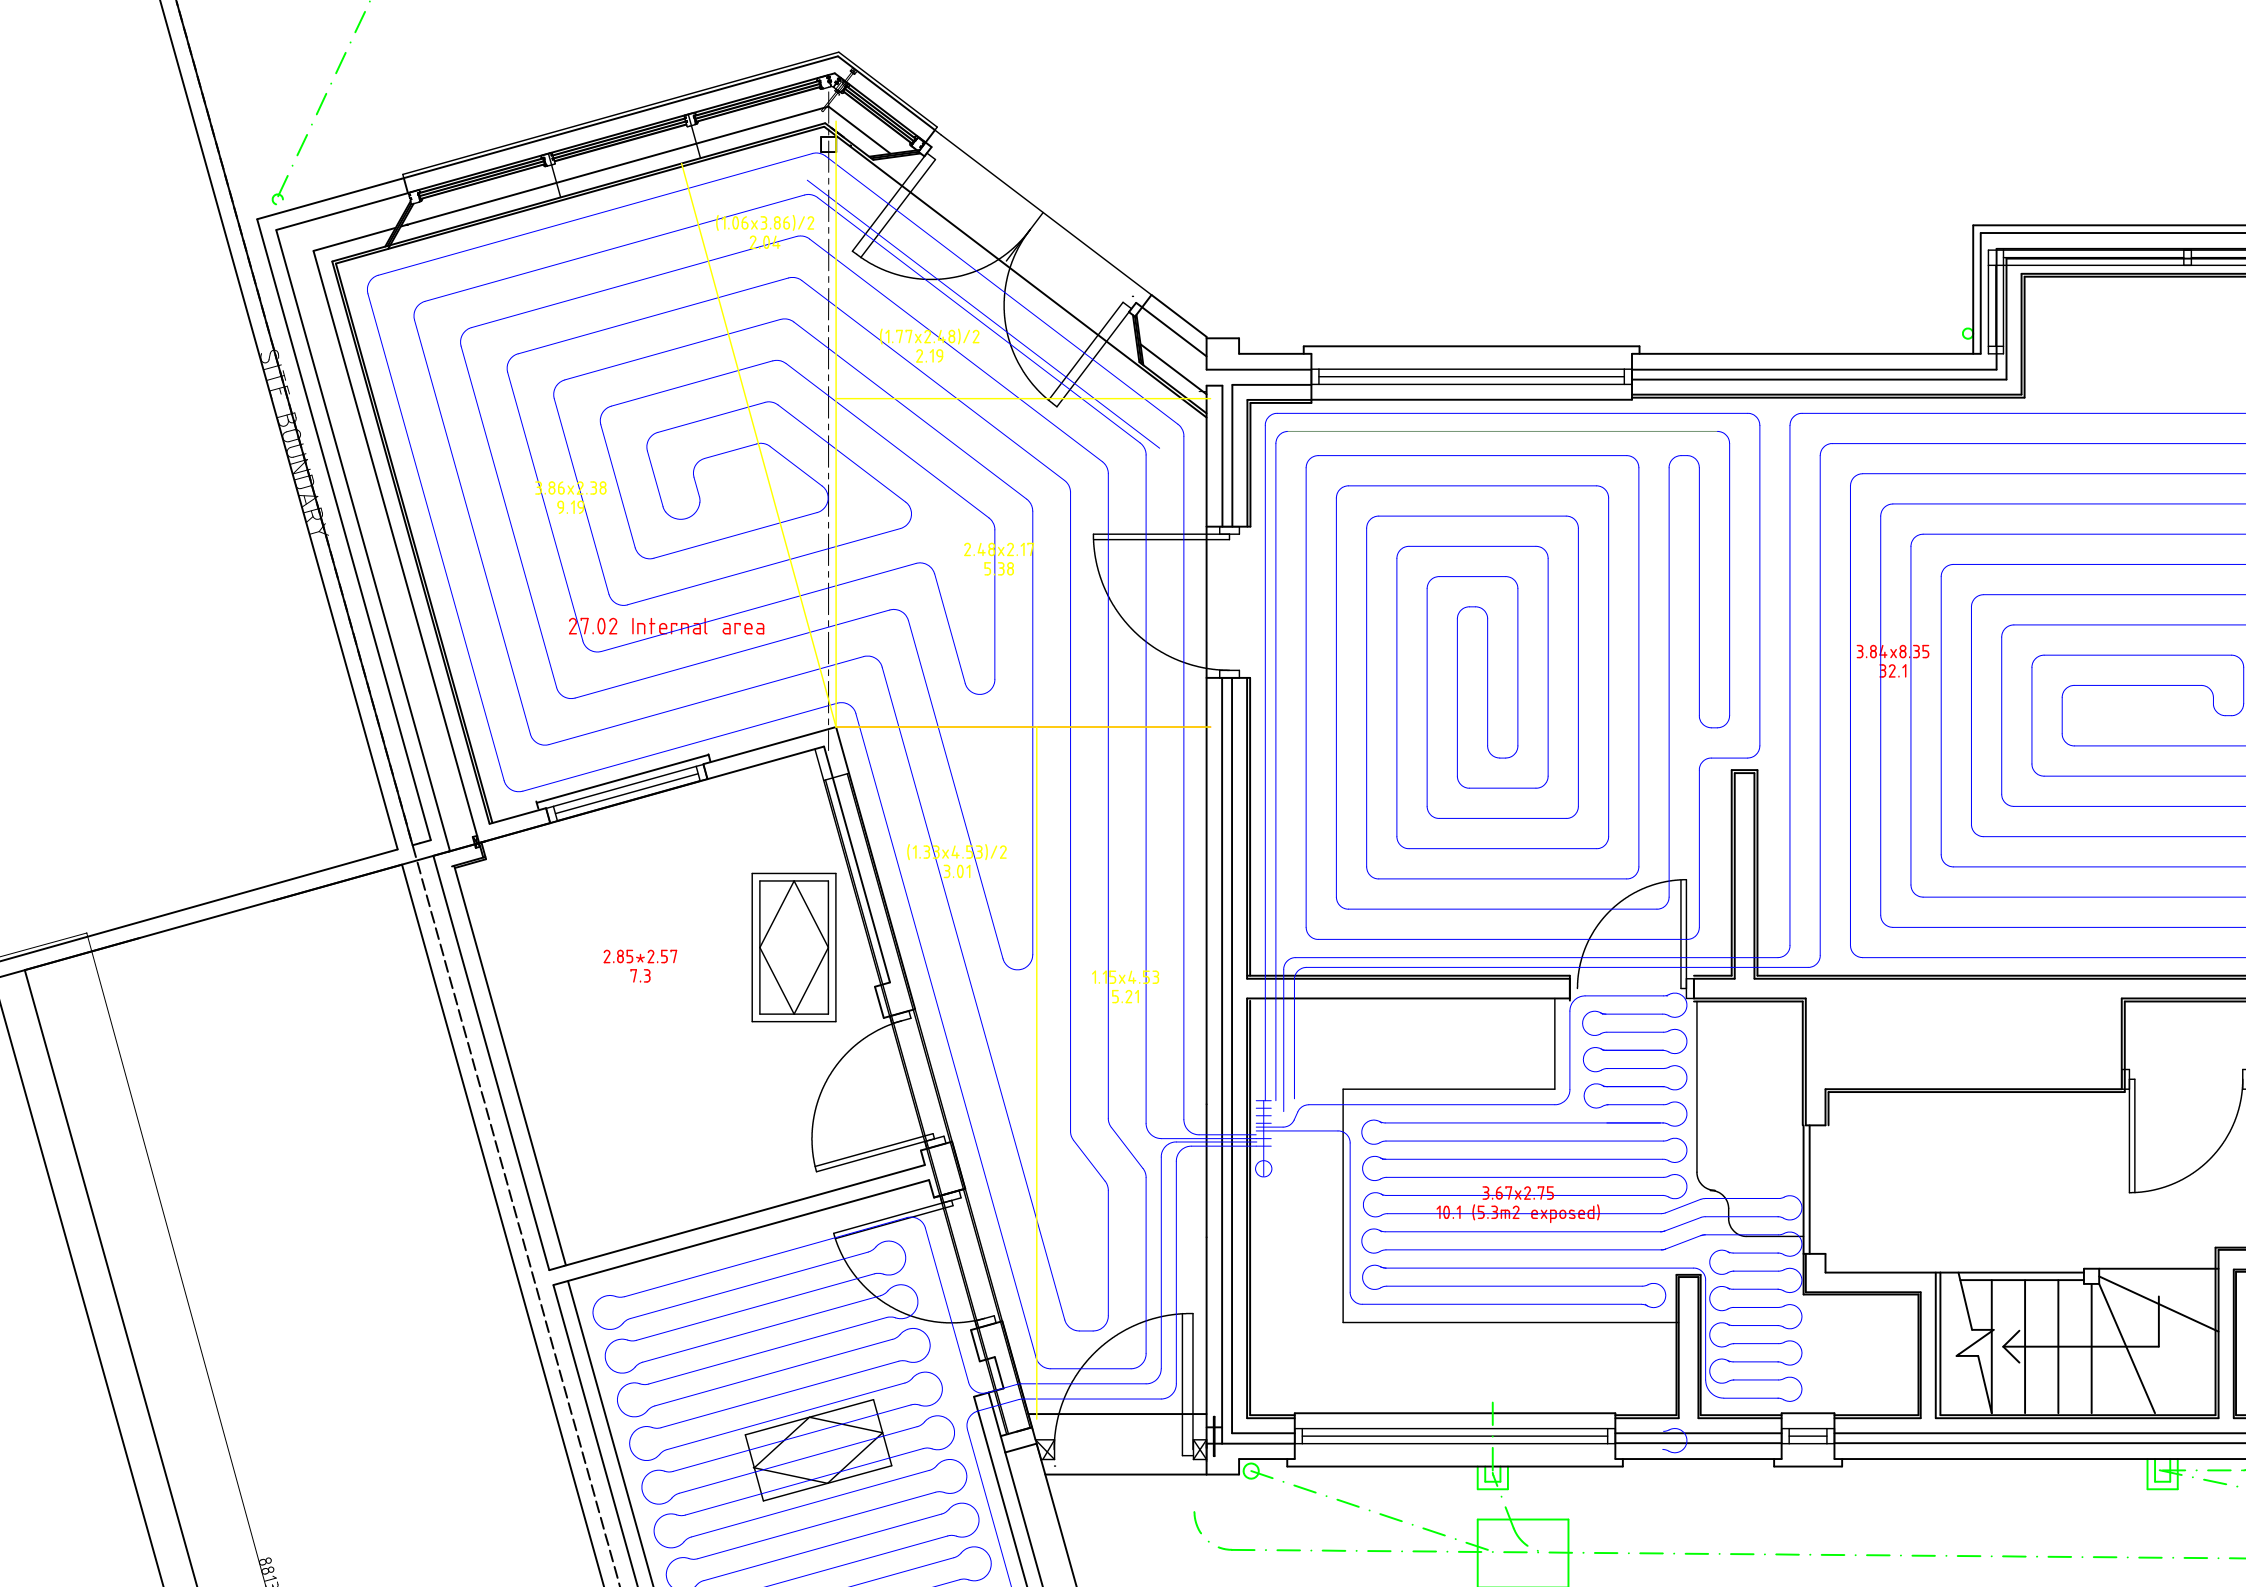 (1.06x3.86)/2
2.04
(1.77x2.48)/2
2.19
SITE BOUNDARY
3.86x2.38
9.19
2.48x2.17
5.38
27.02 Internal area
3.84x8.35
32.1
(1.33x4.53)/2
3.01
2.85*2.57
7.3
1.15x4.53
5.21
3.67x2.75
10.1 (5.3m2 exposed)